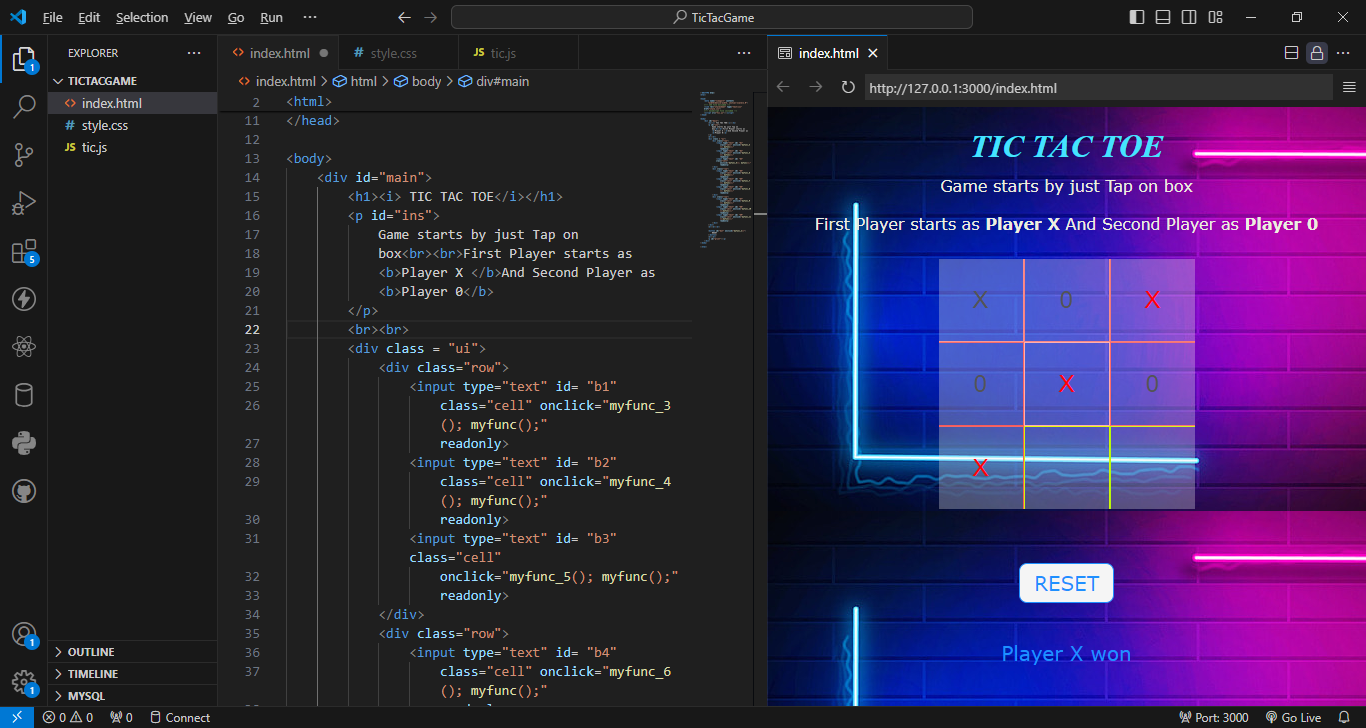 File Edit Selection View Go Run ··· TicTacGame
EXPLORER ···
TICTACGAME
index.html
style.css
tic.js
OUTLINE
TIMELINE
MYSQL
1
5
1
1
index.html style.css tic.js ···
index.html > html > body > div#main
2 <html>
11 </head>
12
13 <body>
14 <div id="main">
15 <h1><i> TIC TAC TOE</i></h1>
16 <p id="ins">
17 Game starts by just Tap on
18 box<br><br>First Player starts as
19 <b>Player X </b>And Second Player as
20 <b>Player 0</b>
21 </p>
22 <br><br>
23 <div class = "ui">
24 <div class="row">
25 <input type="text" id= "b1"
26 class="cell" onclick="myfunc_3
(); myfunc();"
27 readonly>
28 <input type="text" id= "b2"
29 class="cell" onclick="myfunc_4
(); myfunc();"
30 readonly>
31 <input type="text" id= "b3"
class="cell"
32 onclick="myfunc_5(); myfunc();"
33 readonly>
34 </div>
35 <div class="row">
36 <input type="text" id= "b4"
37 class="cell" onclick="myfunc_6
(); myfunc();"
index.html
http://127.0.0.1:3000/index.html
TIC TAC TOE
Game starts by just Tap on box
First Player starts as Player X And Second Player as Player 0
X 0 X
0 X 0
X
RESET
Player X won
0 0 0 Connect Port: 3000 Go Live